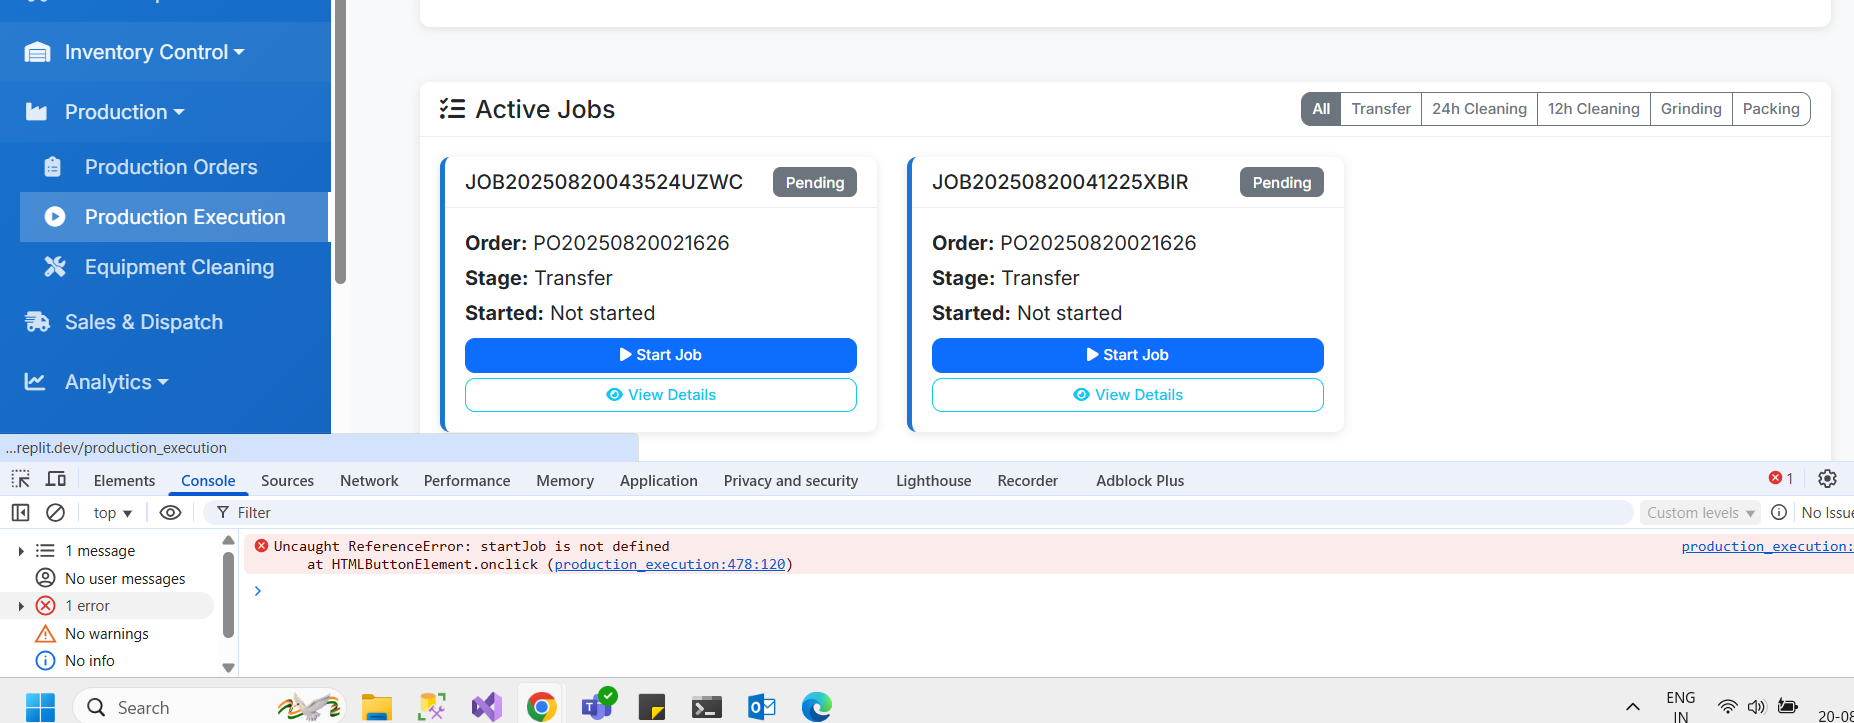 Inventory Control
Production
Production Orders
Production Execution
Equipment Cleaning
Sales & Dispatch
Analytics
...replit.dev/production_execution
Active Jobs
All Transfer 24h Cleaning 12h Cleaning Grinding Packing
JOB20250820043524UZWC Pending
Order: PO20250820021626
Stage: Transfer
Started: Not started
Start Job
View Details
JOB20250820041225XBIR Pending
Order: PO20250820021626
Stage: Transfer
Started: Not started
Start Job
View Details
Elements Console Sources Network Performance Memory Application Privacy and security Lighthouse Recorder Adblock Plus 1
top Filter Custom levels No Issue
1 message
No user messages
1 error
No warnings
No info
Uncaught ReferenceError: startJob is not defined production_execution:
at HTMLButtonElement.onclick (production_execution:478:120)
Search
ENG
IN
20-08